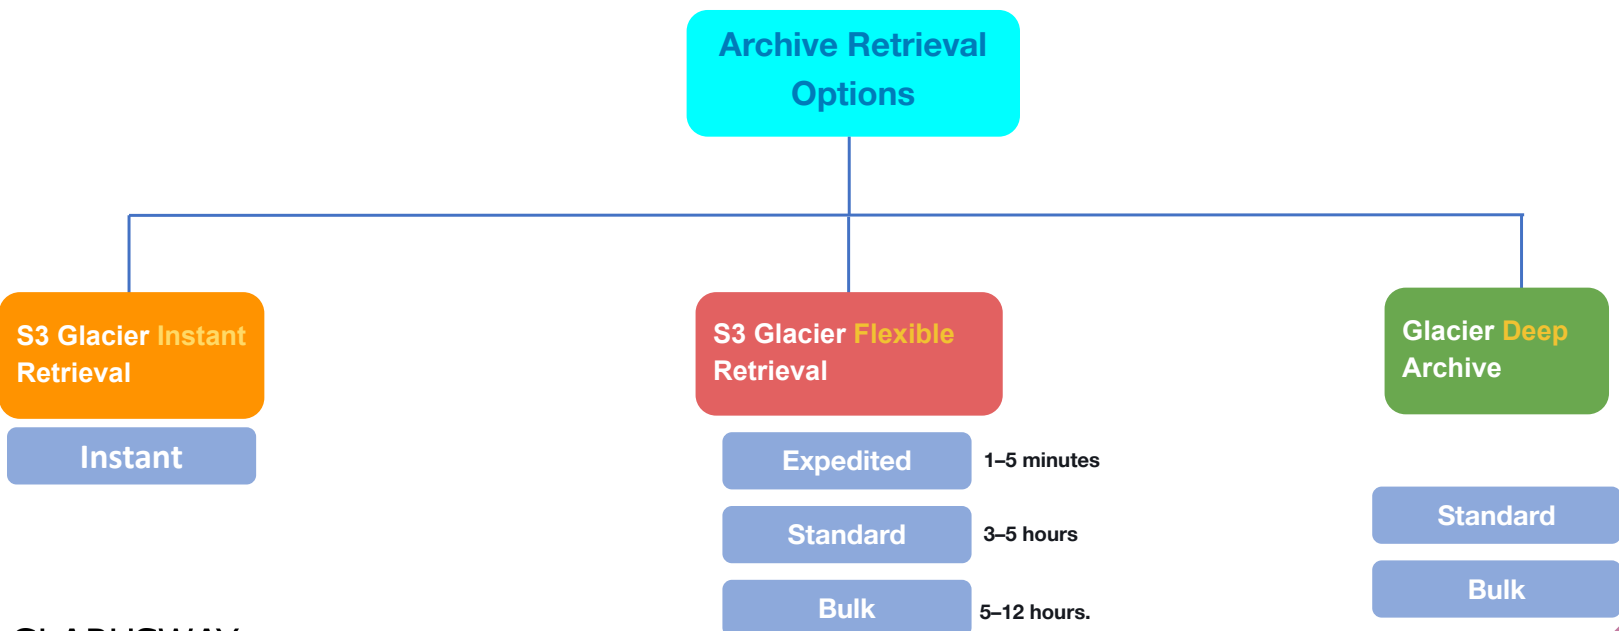 Archive Retrieval
Options
S3 Glacier Instant
Retrieval
S3 Glacier Flexible
Retrieval
Glacier Deep
Archive
Instant
Expedited
1–5 minutes
Standard
3–5 hours
Bulk
5–12 hours.
Standard
Bulk